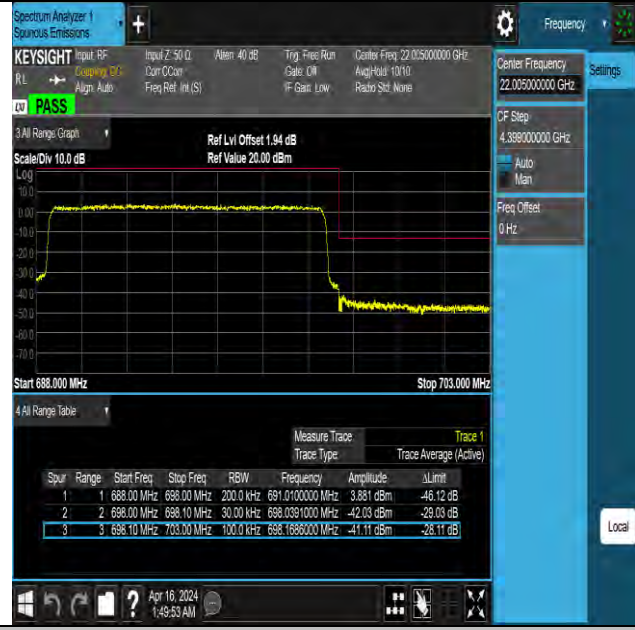 Spectrum Analyzer 1
Spurious Emissions
+
Frequency
KEYSIGHT Input: RF Input Z: 50 Ω Atten: 40 dB Trig: Free Run Center Freq: 22.005000000 GHz
RL Coupling: DC Corr CCorr Gate: Off Avg|Hold: 10/10
Align: Auto Freq Ref: Int (S) IF Gain: Low Radio Std: None
LXI PASS
Center Frequency
22.005000000 GHz
Settings
CF Step
4.399000000 GHz
Auto
Man
Freq Offset
0 Hz
3 All Range Graph
Ref Lvl Offset 1.94 dB
Scale/Div 10.0 dB Ref Value 20.00 dBm
Log
10.0
0.00
-10.0
-20.0
-30.0
-40.0
-50.0
-60.0
-70.0
Start 688.000 MHz Stop 703.000 MHz
4 All Range Table
Measure Trace Trace 1
Trace Type Trace Average (Active)
Spur Range Start Freq Stop Freq RBW Frequency Amplitude ΔLimit
1 1 688.00 MHz 698.00 MHz 200.0 kHz 691.0100000 MHz 3.881 dBm -46.12 dB
2 2 698.00 MHz 698.10 MHz 30.00 kHz 698.0391000 MHz -42.03 dBm -29.03 dB
3 3 698.10 MHz 703.00 MHz 100.0 kHz 698.1686000 MHz -41.11 dBm -28.11 dB
Local
? Apr 16, 2024
1:49:53 AM